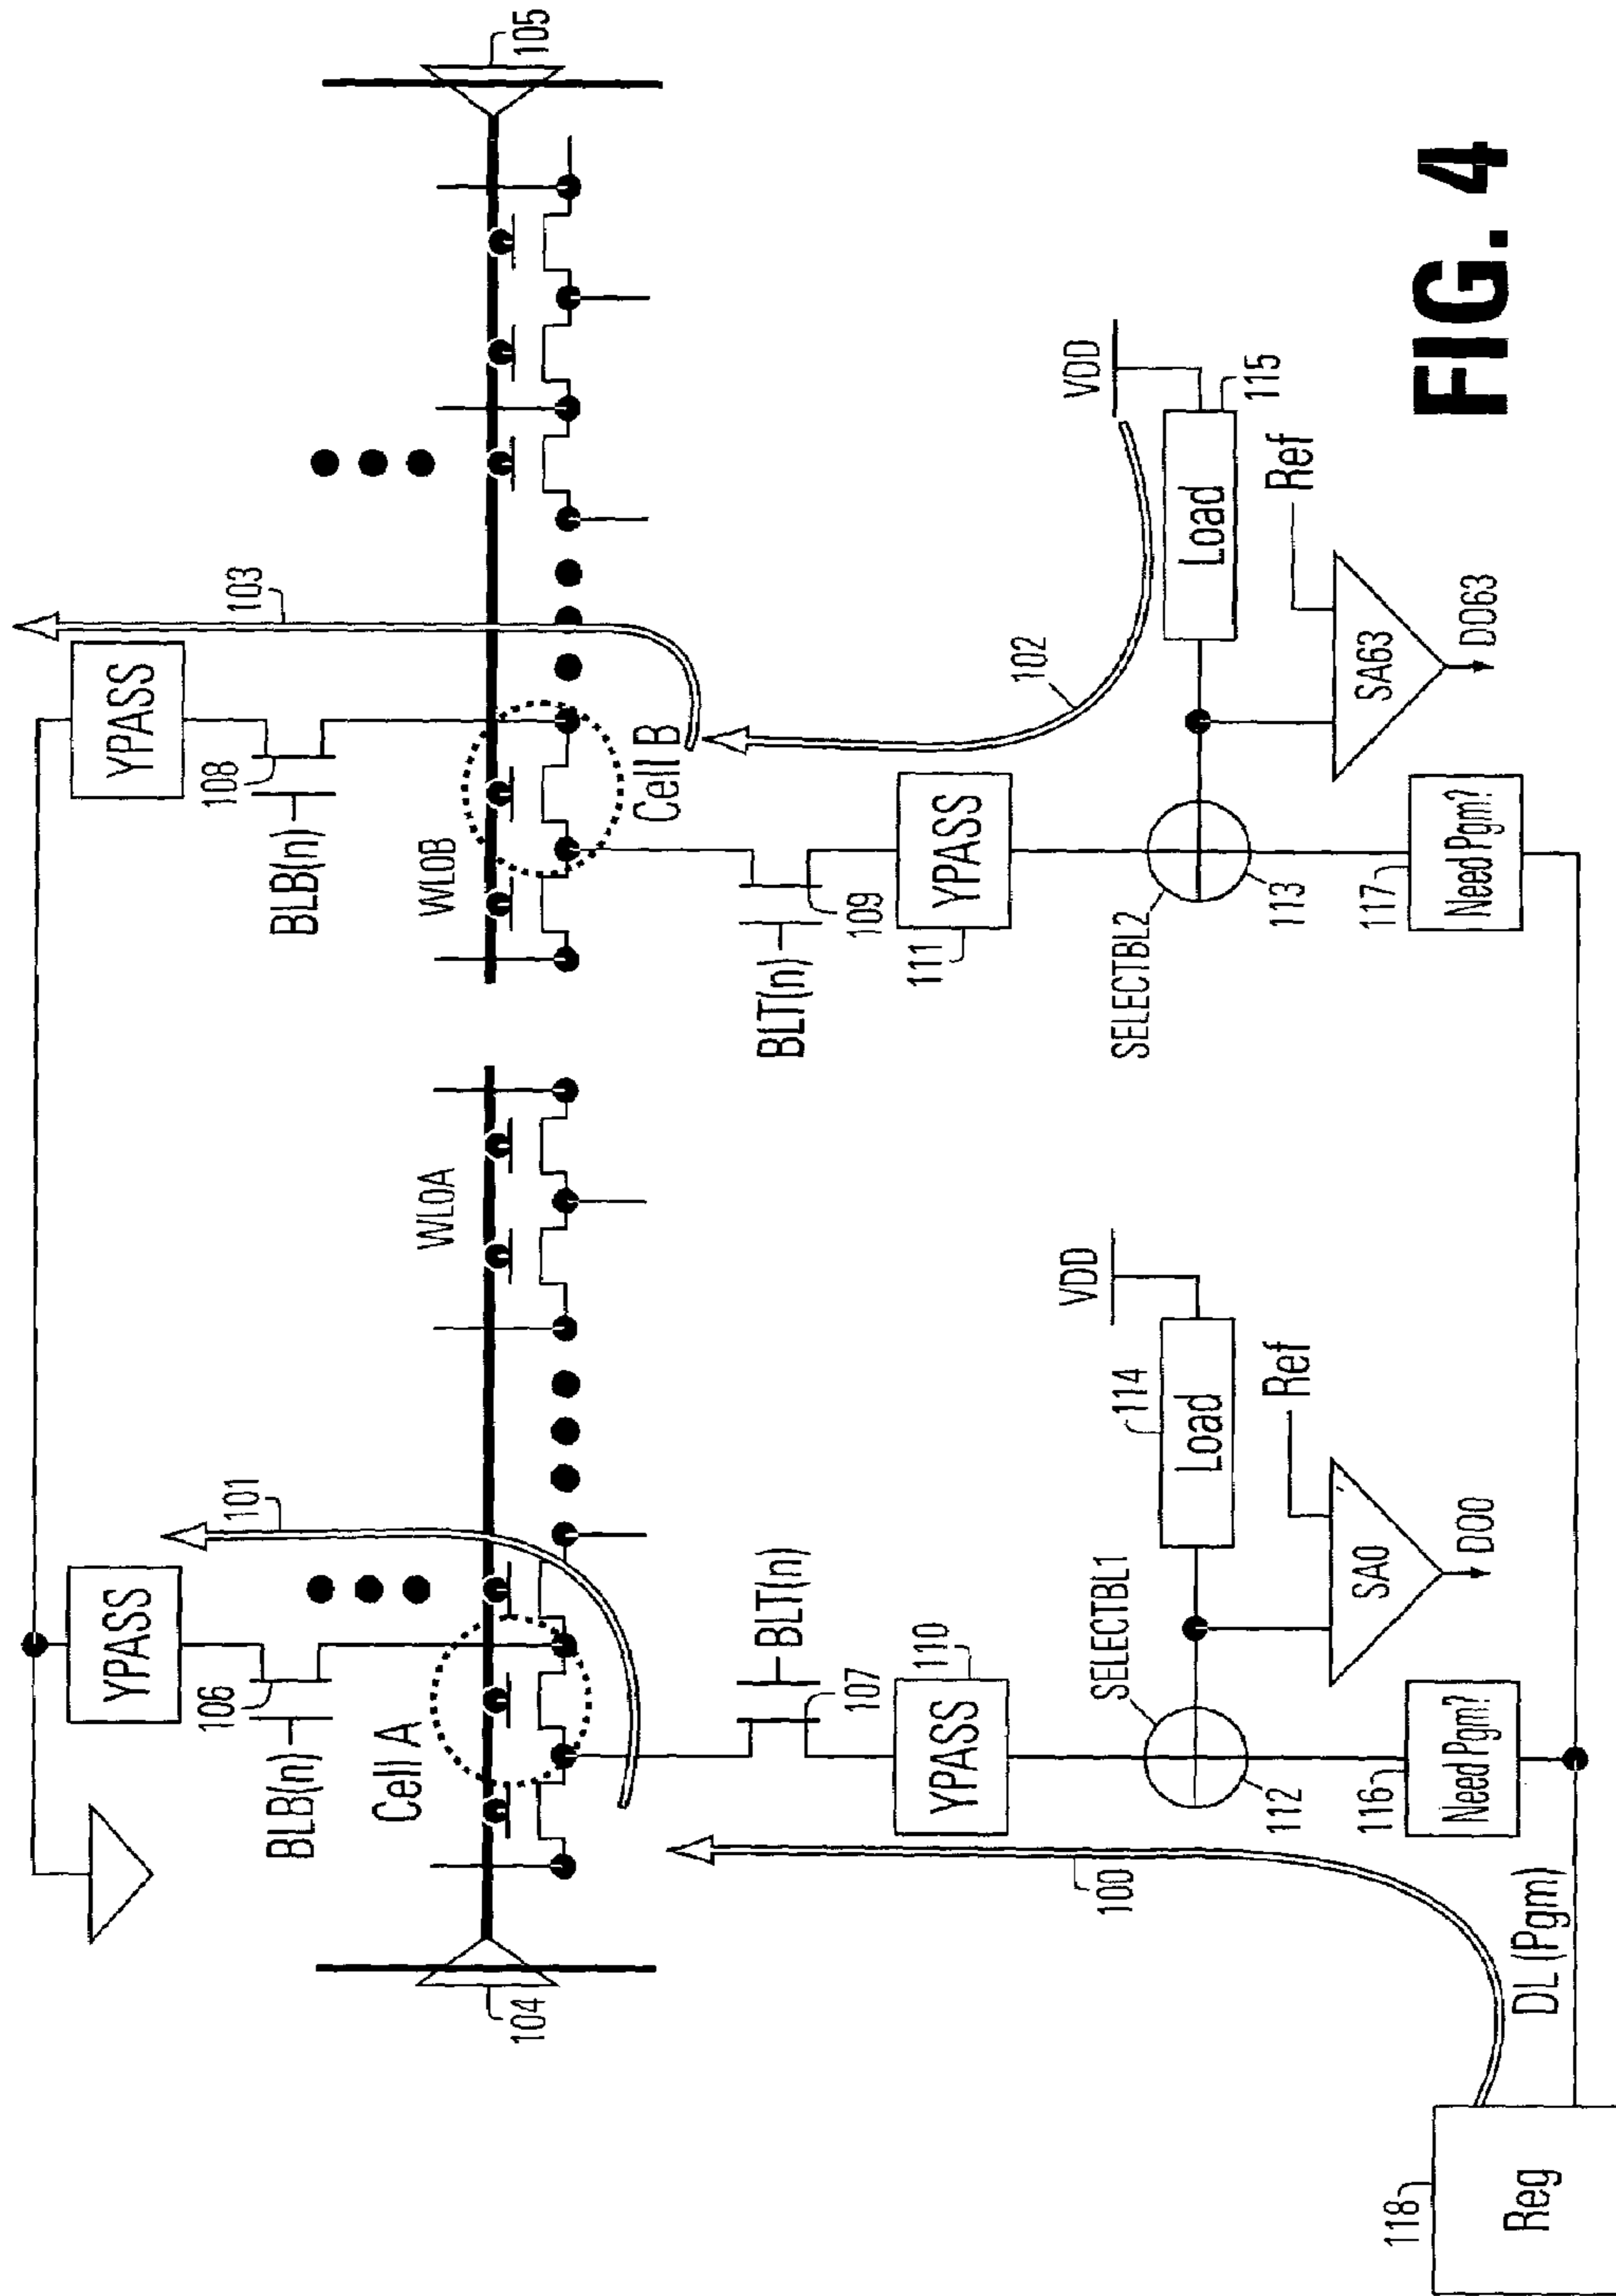 YPASS
YPASS
101
103
106
108
BLB(n)
BLB(n)
104
105
Cell A
WL0A
WL0B
Cell B
BLT(n)
BLT(n)
107
109
YPASS
110
111
YPASS
100
102
SELECTBL1
SELECTBL2
112
113
VDD
VDD
114
Load
Load
115
Ref
Ref
SA0
SA63
DO0
DO63
116
Need Pgm?
117
Need Pgm?
118
Reg
DL (Pgm)
FIG. 4